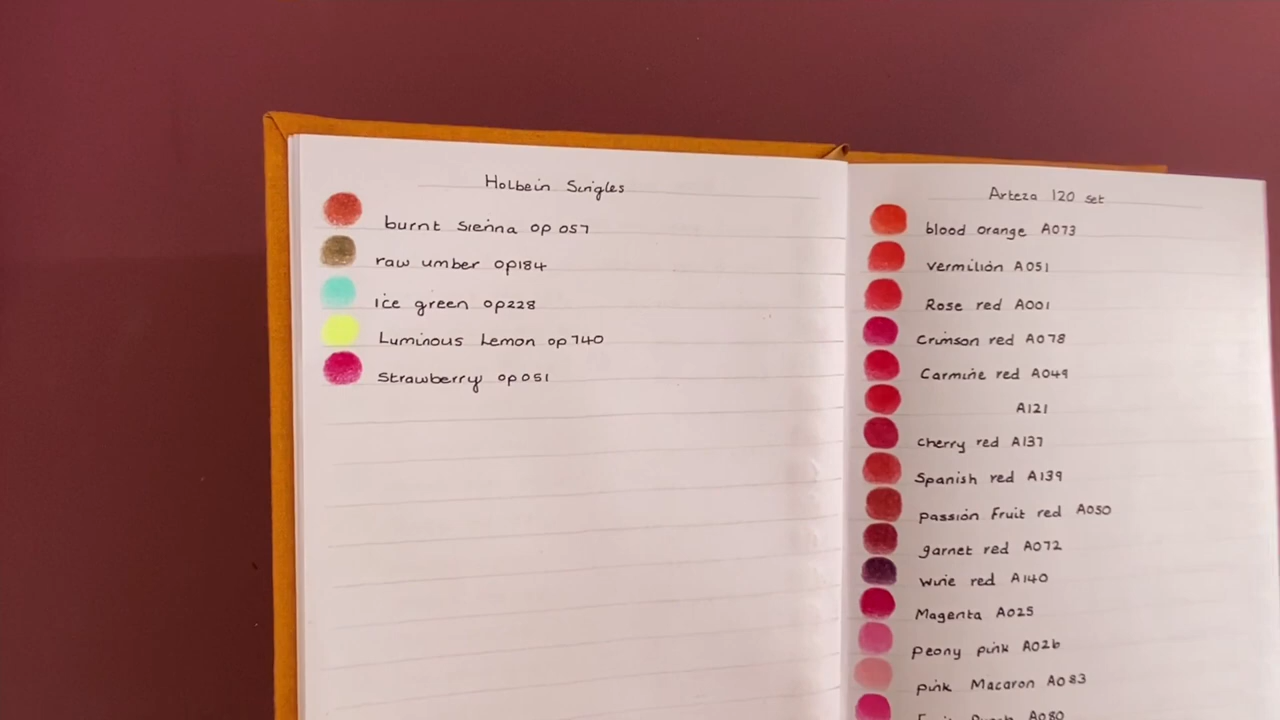 Holbein Singles
burnt sienna op 057
raw umber op184
ice green op228
Luminous Lemon op 740
Strawberry op051
Arteza 120 set
blood orange A073
vermilion A051
Rose red A001
Crimson red A078
Carmine red A049
A121
Cherry red A137
Spanish red A139
passion Fruit red A050
garnet red A072
Wine red A140
Magenta A025
peony pink A026
pink Macaron A083
A080